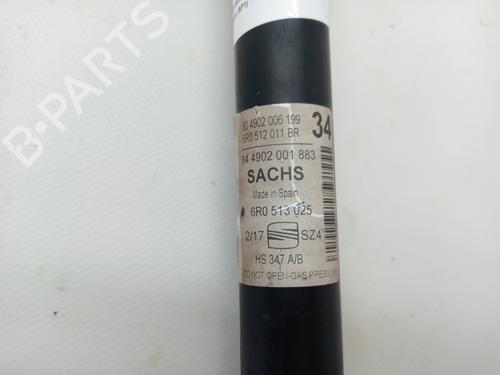 80 4902 006 199
6R0 512 011 BR
34
84 4902 001 883
SACHS
Made in Spain
6R0 513 025
2/17 SZ4
HS 347 A/B
DO NOT OPEN-GAS PRESSURE
B-PARTS